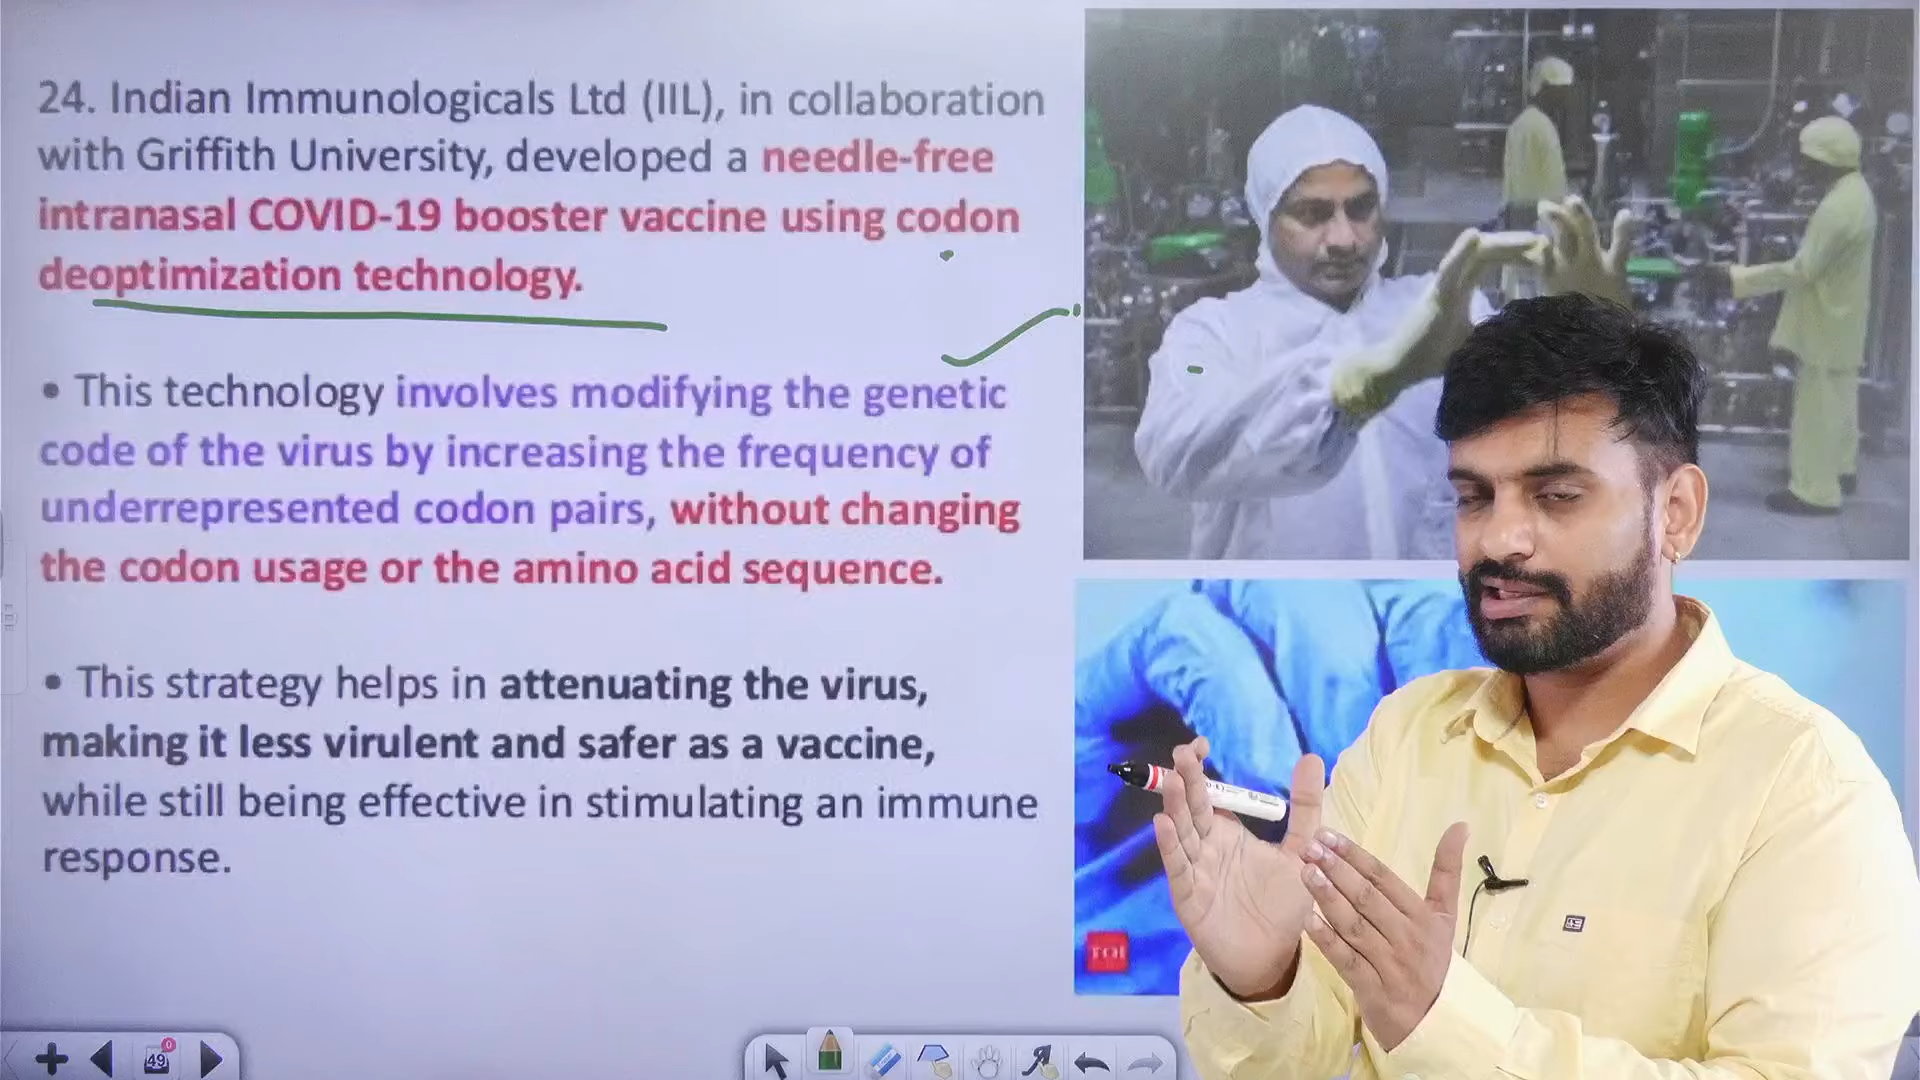 24. Indian Immunologicals Ltd (IIL), in collaboration
with Griffith University, developed a needle-free
intranasal COVID-19 booster vaccine using codon
deoptimization technology.
• This technology involves modifying the genetic
code of the virus by increasing the frequency of
underrepresented codon pairs, without changing
the codon usage or the amino acid sequence.
• This strategy helps in attenuating the virus,
making it less virulent and safer as a vaccine,
while still being effective in stimulating an immune
response.
TOI
49
0